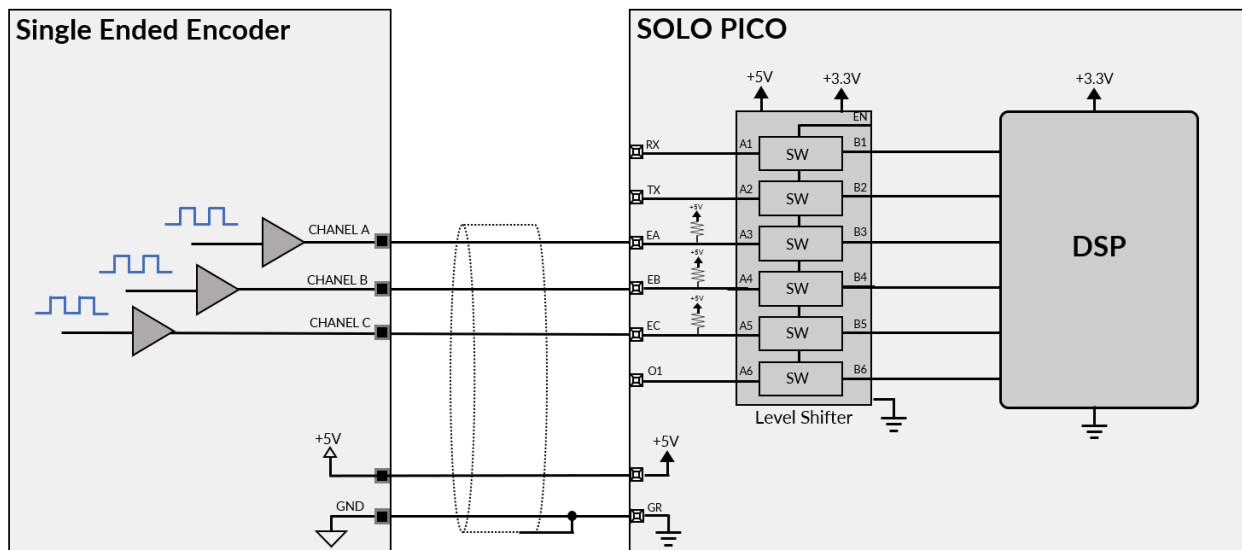 Single Ended Encoder
SOLO PICO
+5V
+3.3V
+3.3V
EN
RX
A1
SW
B1
TX
A2
SW
B2
+5V
CHANEL A
EA
A3
SW
B3
DSP
+5V
CHANEL B
EB
A4
SW
B4
+5V
CHANEL C
EC
A5
SW
B5
O1
A6
SW
B6
Level Shifter
+5V
+5V
GND
GR